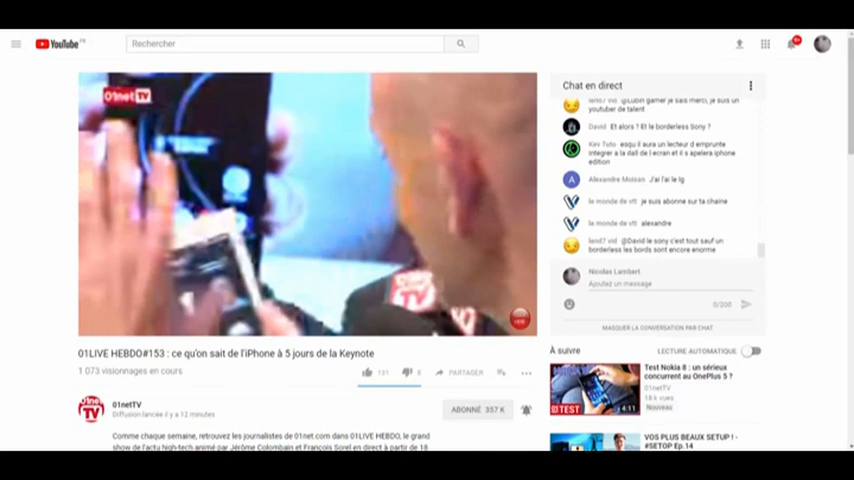 YouTube FR
Rechercher
9+
01net TV
Chat en direct
lend7 vid @Lubin gamer je sais merci, je suis un
youtuber de talent
David Et alors ? Et le borderless Sony ?
Kev Tuto esqu il aura un lecteur d emprunte
integrer a la dall de l ecran et il s apelera iphone
edition
Alexandre Moisan J'ai l'ai le lg
le monde de vtt je suis abonne sur ta chaine
le monde de vtt alexandre
lend7 vid @David le sony c'est tout sauf un
borderless les bords sont encore enorme
Nicolas Lambert
Ajoutez un message
0/200
MASQUER LA CONVERSATION PAR CHAT
01LIVE HEBDO#153 : ce qu'on sait de l'iPhone à 5 jours de la Keynote
1 073 visionnages en cours
131
8
PARTAGER
01netTV
Diffusion lancée il y a 12 minutes
ABONNÉ 357 K
Comme chaque semaine, retrouvez les journalistes de 01net.com dans 01LIVE HEBDO, le grand
show de l'actu high-tech animé par Jérôme Colombain et François Sorel en direct à partir de 18
À suivre
LECTURE AUTOMATIQUE
TEST
4:11
Test Nokia 8 : un sérieux
concurrent au OnePlus 5 ?
01netTV
18 k vues
Nouveau
VOS PLUS BEAUX SETUP ! -
#SETOP Ep.14